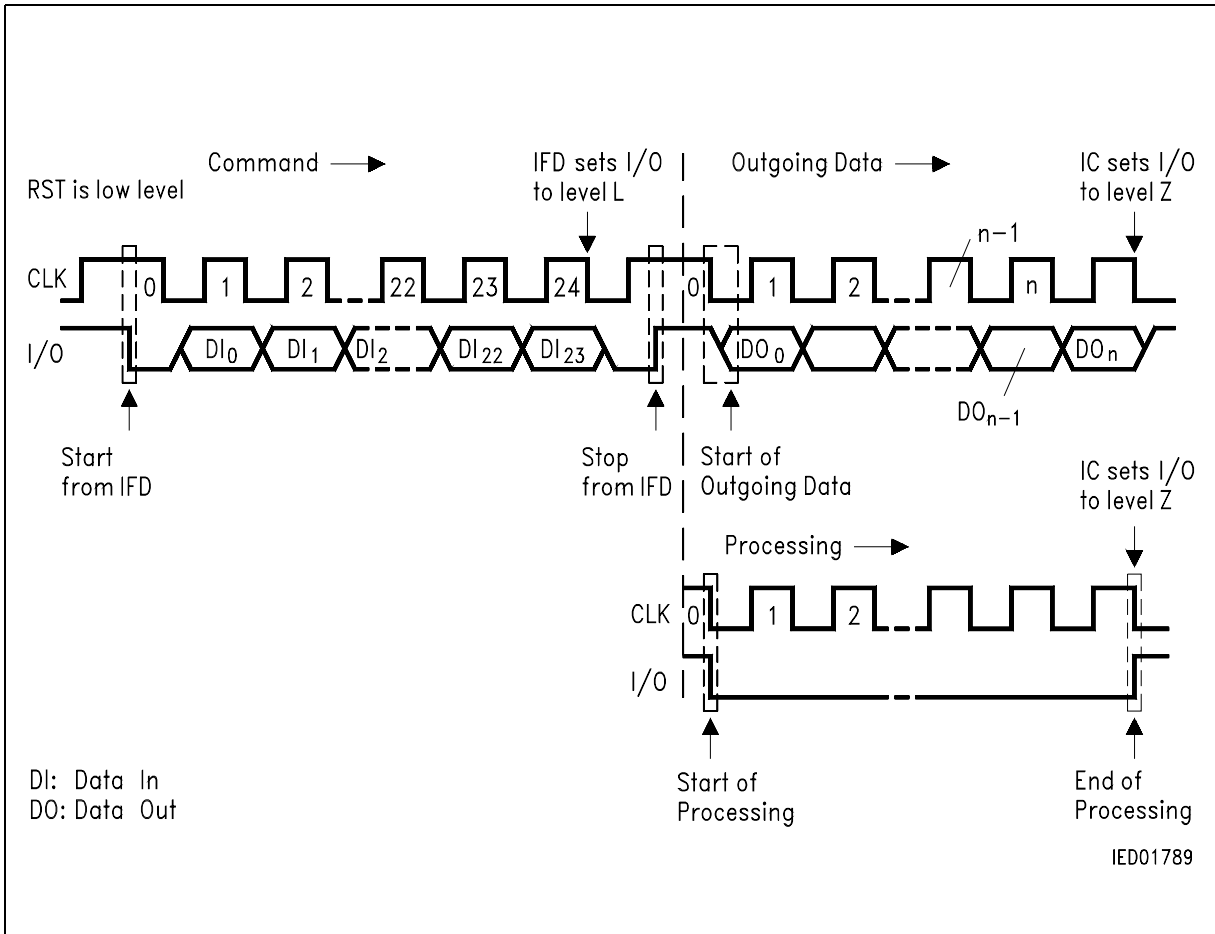 Command
IFD sets I/O
to level L
Outgoing Data
IC sets I/O
to level Z
RST is low level
n-1
CLK
0
1
2
22
23
24
0
1
2
n
I/O
DI0
DI1
DI2
DI22
DI23
DO0
DOn
DOn-1
Start
from IFD
Stop
from IFD
Start of
Outgoing Data
IC sets I/O
to level Z
Processing
CLK
0
1
2
I/O
DI: Data In
DO: Data Out
Start of
Processing
End of
Processing
IED01789